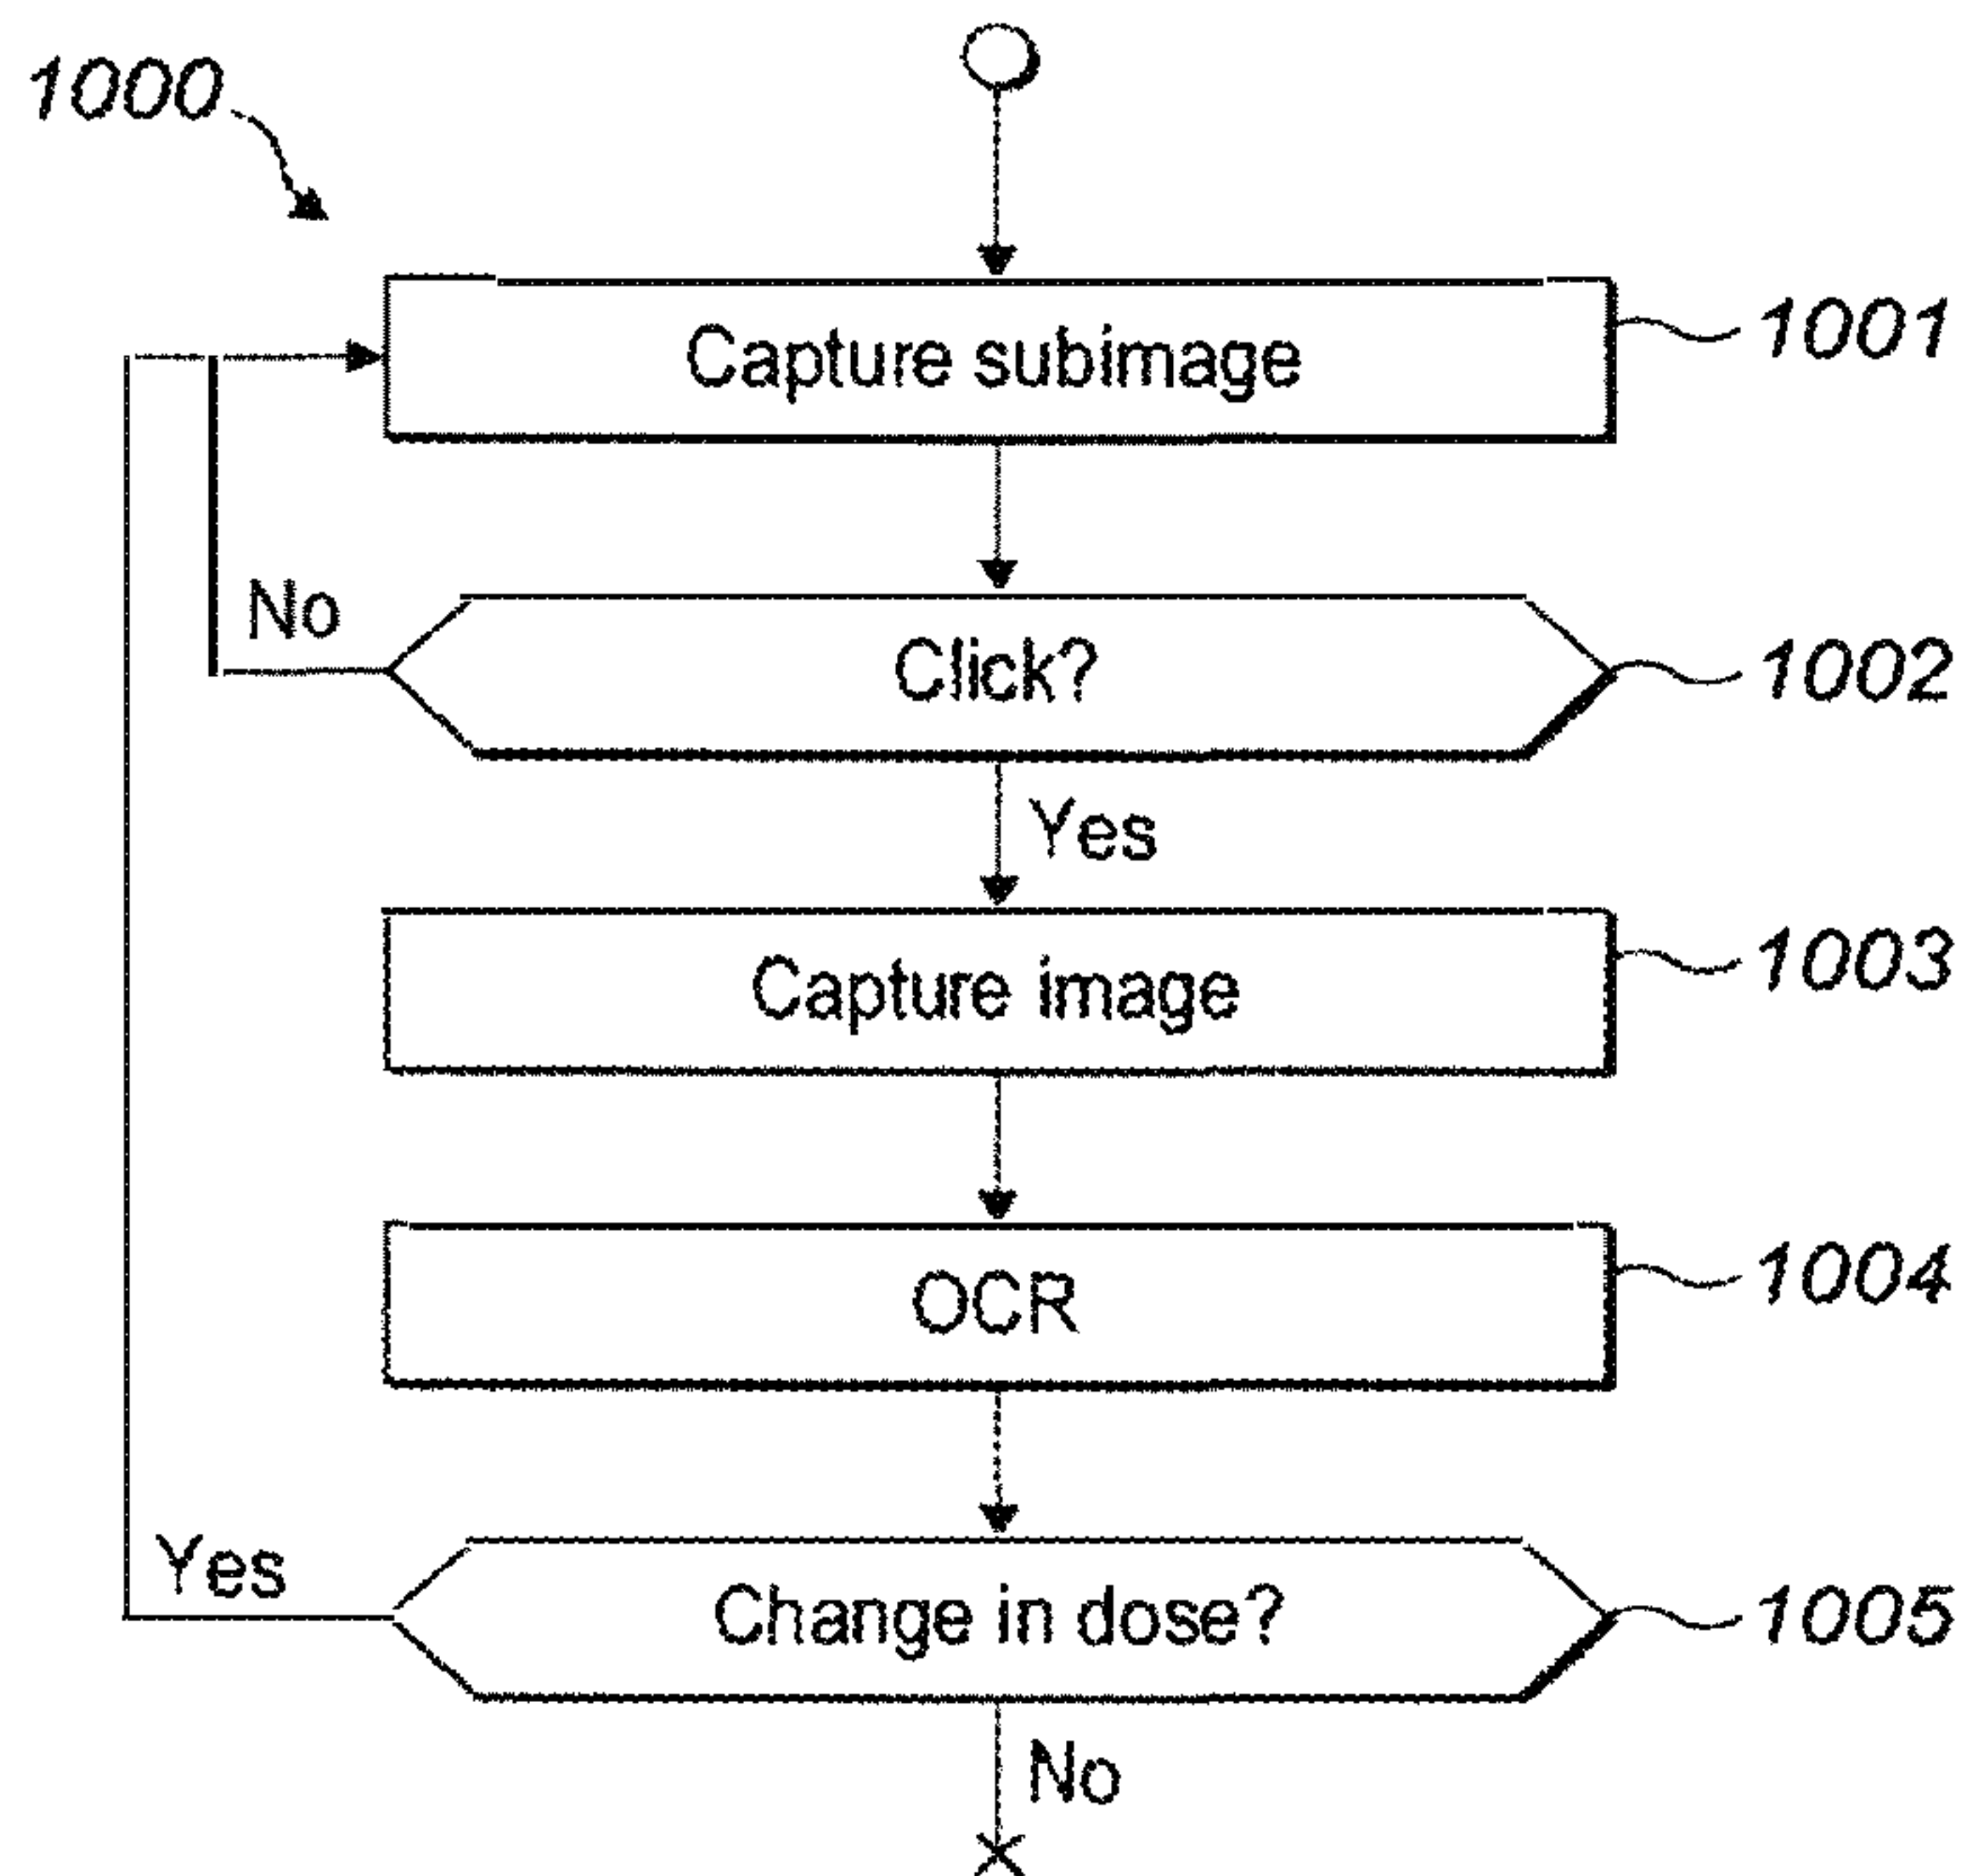 1000
Capture subimage
1001
No
Click?
1002
Yes
Capture image
1003
OCR
1004
Yes
Change in dose?
1005
No